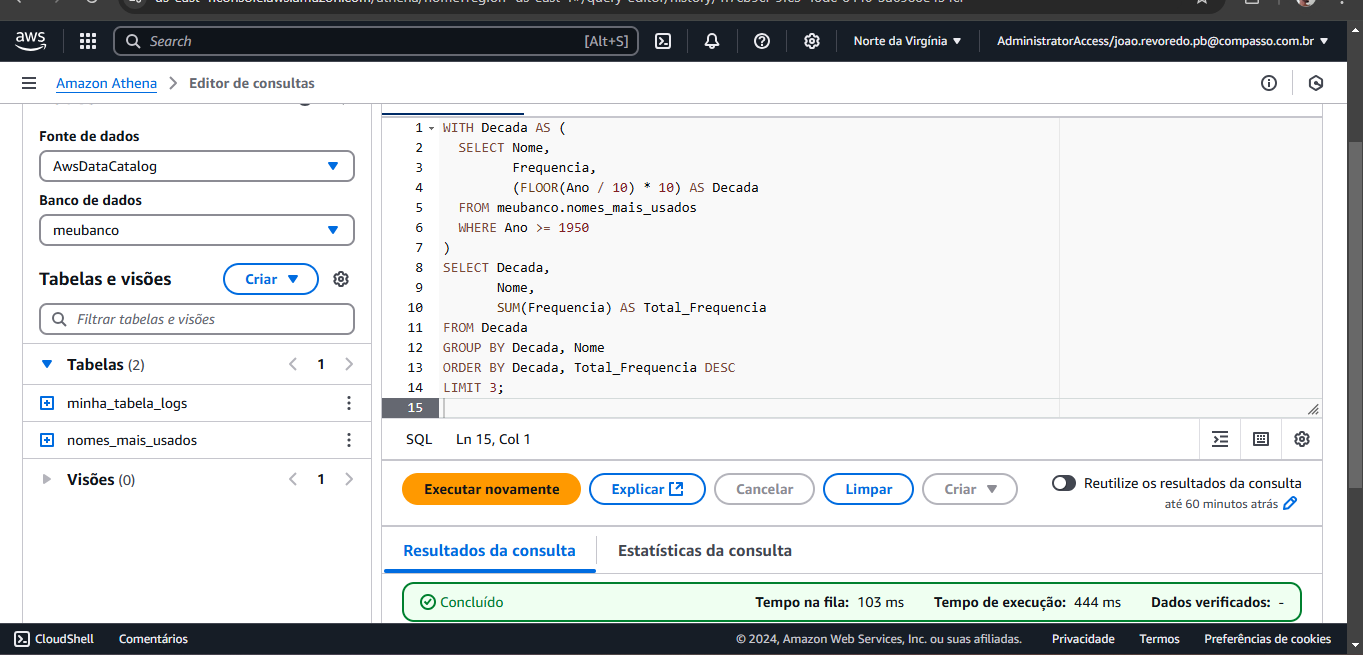 aws
Search
[Alt+S]
Norte da Virgínia
AdministratorAccess/joao.revoredo.pb@compasso.com.br
Amazon Athena
Editor de consultas
Fonte de dados
AwsDataCatalog
Banco de dados
meubanco
Tabelas e visões
Criar
Filtrar tabelas e visões
Tabelas (2)
1
minha_tabela_logs
nomes_mais_usados
Visões (0)
1
1 WITH Decada AS (
2 SELECT Nome,
3 Frequencia,
4 (FLOOR(Ano / 10) * 10) AS Decada
5 FROM meubanco.nomes_mais_usados
6 WHERE Ano >= 1950
7 )
8 SELECT Decada,
9 Nome,
10 SUM(Frequencia) AS Total_Frequencia
11 FROM Decada
12 GROUP BY Decada, Nome
13 ORDER BY Decada, Total_Frequencia DESC
14 LIMIT 3;
15
SQL Ln 15, Col 1
Executar novamente
Explicar
Cancelar
Limpar
Criar
Reutilize os resultados da consulta
até 60 minutos atrás
Resultados da consulta
Estatísticas da consulta
Concluído
Tempo na fila: 103 ms
Tempo de execução: 444 ms
Dados verificados: -
CloudShell
Comentários
© 2024, Amazon Web Services, Inc. ou suas afiliadas.
Privacidade
Termos
Preferências de cookies